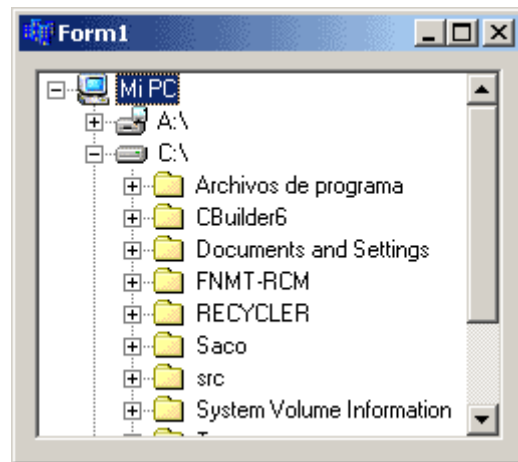 Form1
Mi PC
A:\
C:\
Archivos de programa
CBuilder6
Documents and Settings
FNMT-RCM
RECYCLER
Saco
src
System Volume Information